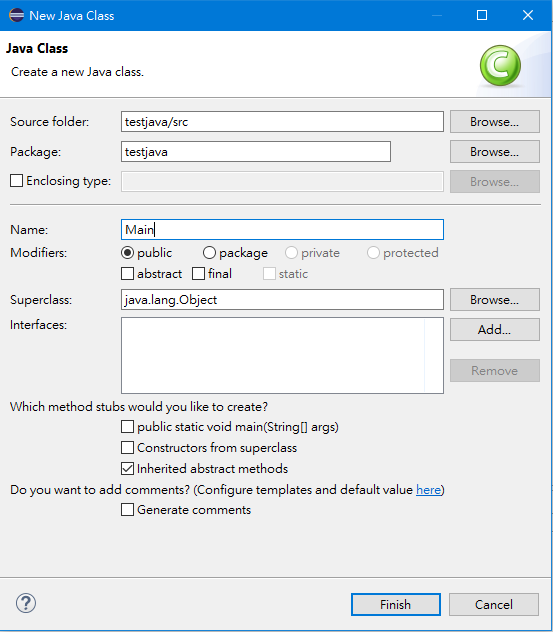 New Java Class
Java Class
Create a new Java class.
Source folder: testjava/src Browse...
Package: testjava Browse...
Enclosing type: Browse...
Name: Main
Modifiers: public package private protected
abstract final static
Superclass: java.lang.Object Browse...
Interfaces: Add...
Remove
Which method stubs would you like to create?
public static void main(String[] args)
Constructors from superclass
Inherited abstract methods
Do you want to add comments? (Configure templates and default value here)
Generate comments
? Finish Cancel